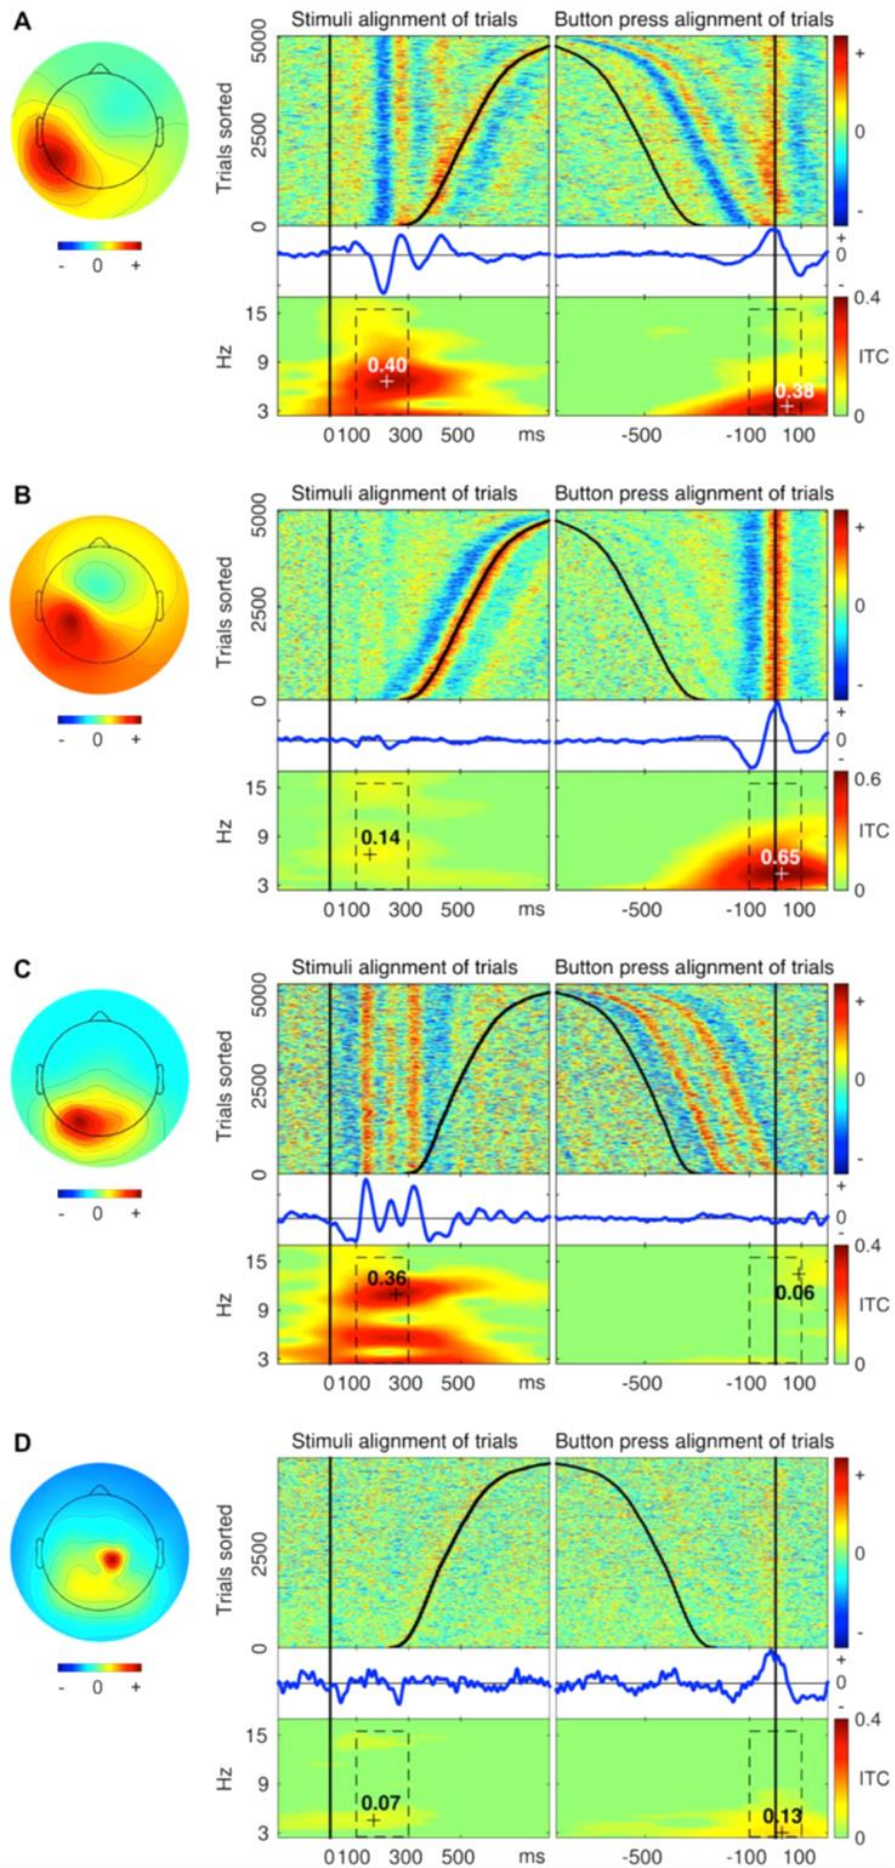 A
Stimuli alignment of trials Button press alignment of trials
Trials sorted
5000
2500
0
+
0
-
- 0 +
+
0
-
Hz
15
9
3
0.40
0.38
0.4
ITC
0
0 100 300 500 ms -500 -100 100
B
Stimuli alignment of trials Button press alignment of trials
Trials sorted
5000
2500
0
+
0
-
- 0 +
+
0
-
Hz
15
9
3
0.14
0.65
0.6
ITC
0
0 100 300 500 ms -500 -100 100
C
Stimuli alignment of trials Button press alignment of trials
Trials sorted
5000
2500
0
+
0
-
- 0 +
+
0
-
Hz
15
9
3
0.36
0.06
0.4
ITC
0
0 100 300 500 ms -500 -100 100
D
Stimuli alignment of trials Button press alignment of trials
Trials sorted
2500
0
+
0
-
- 0 +
+
0
-
Hz
15
9
3
0.07
0.13
0.4
ITC
0
0 100 300 500 ms -500 -100 100